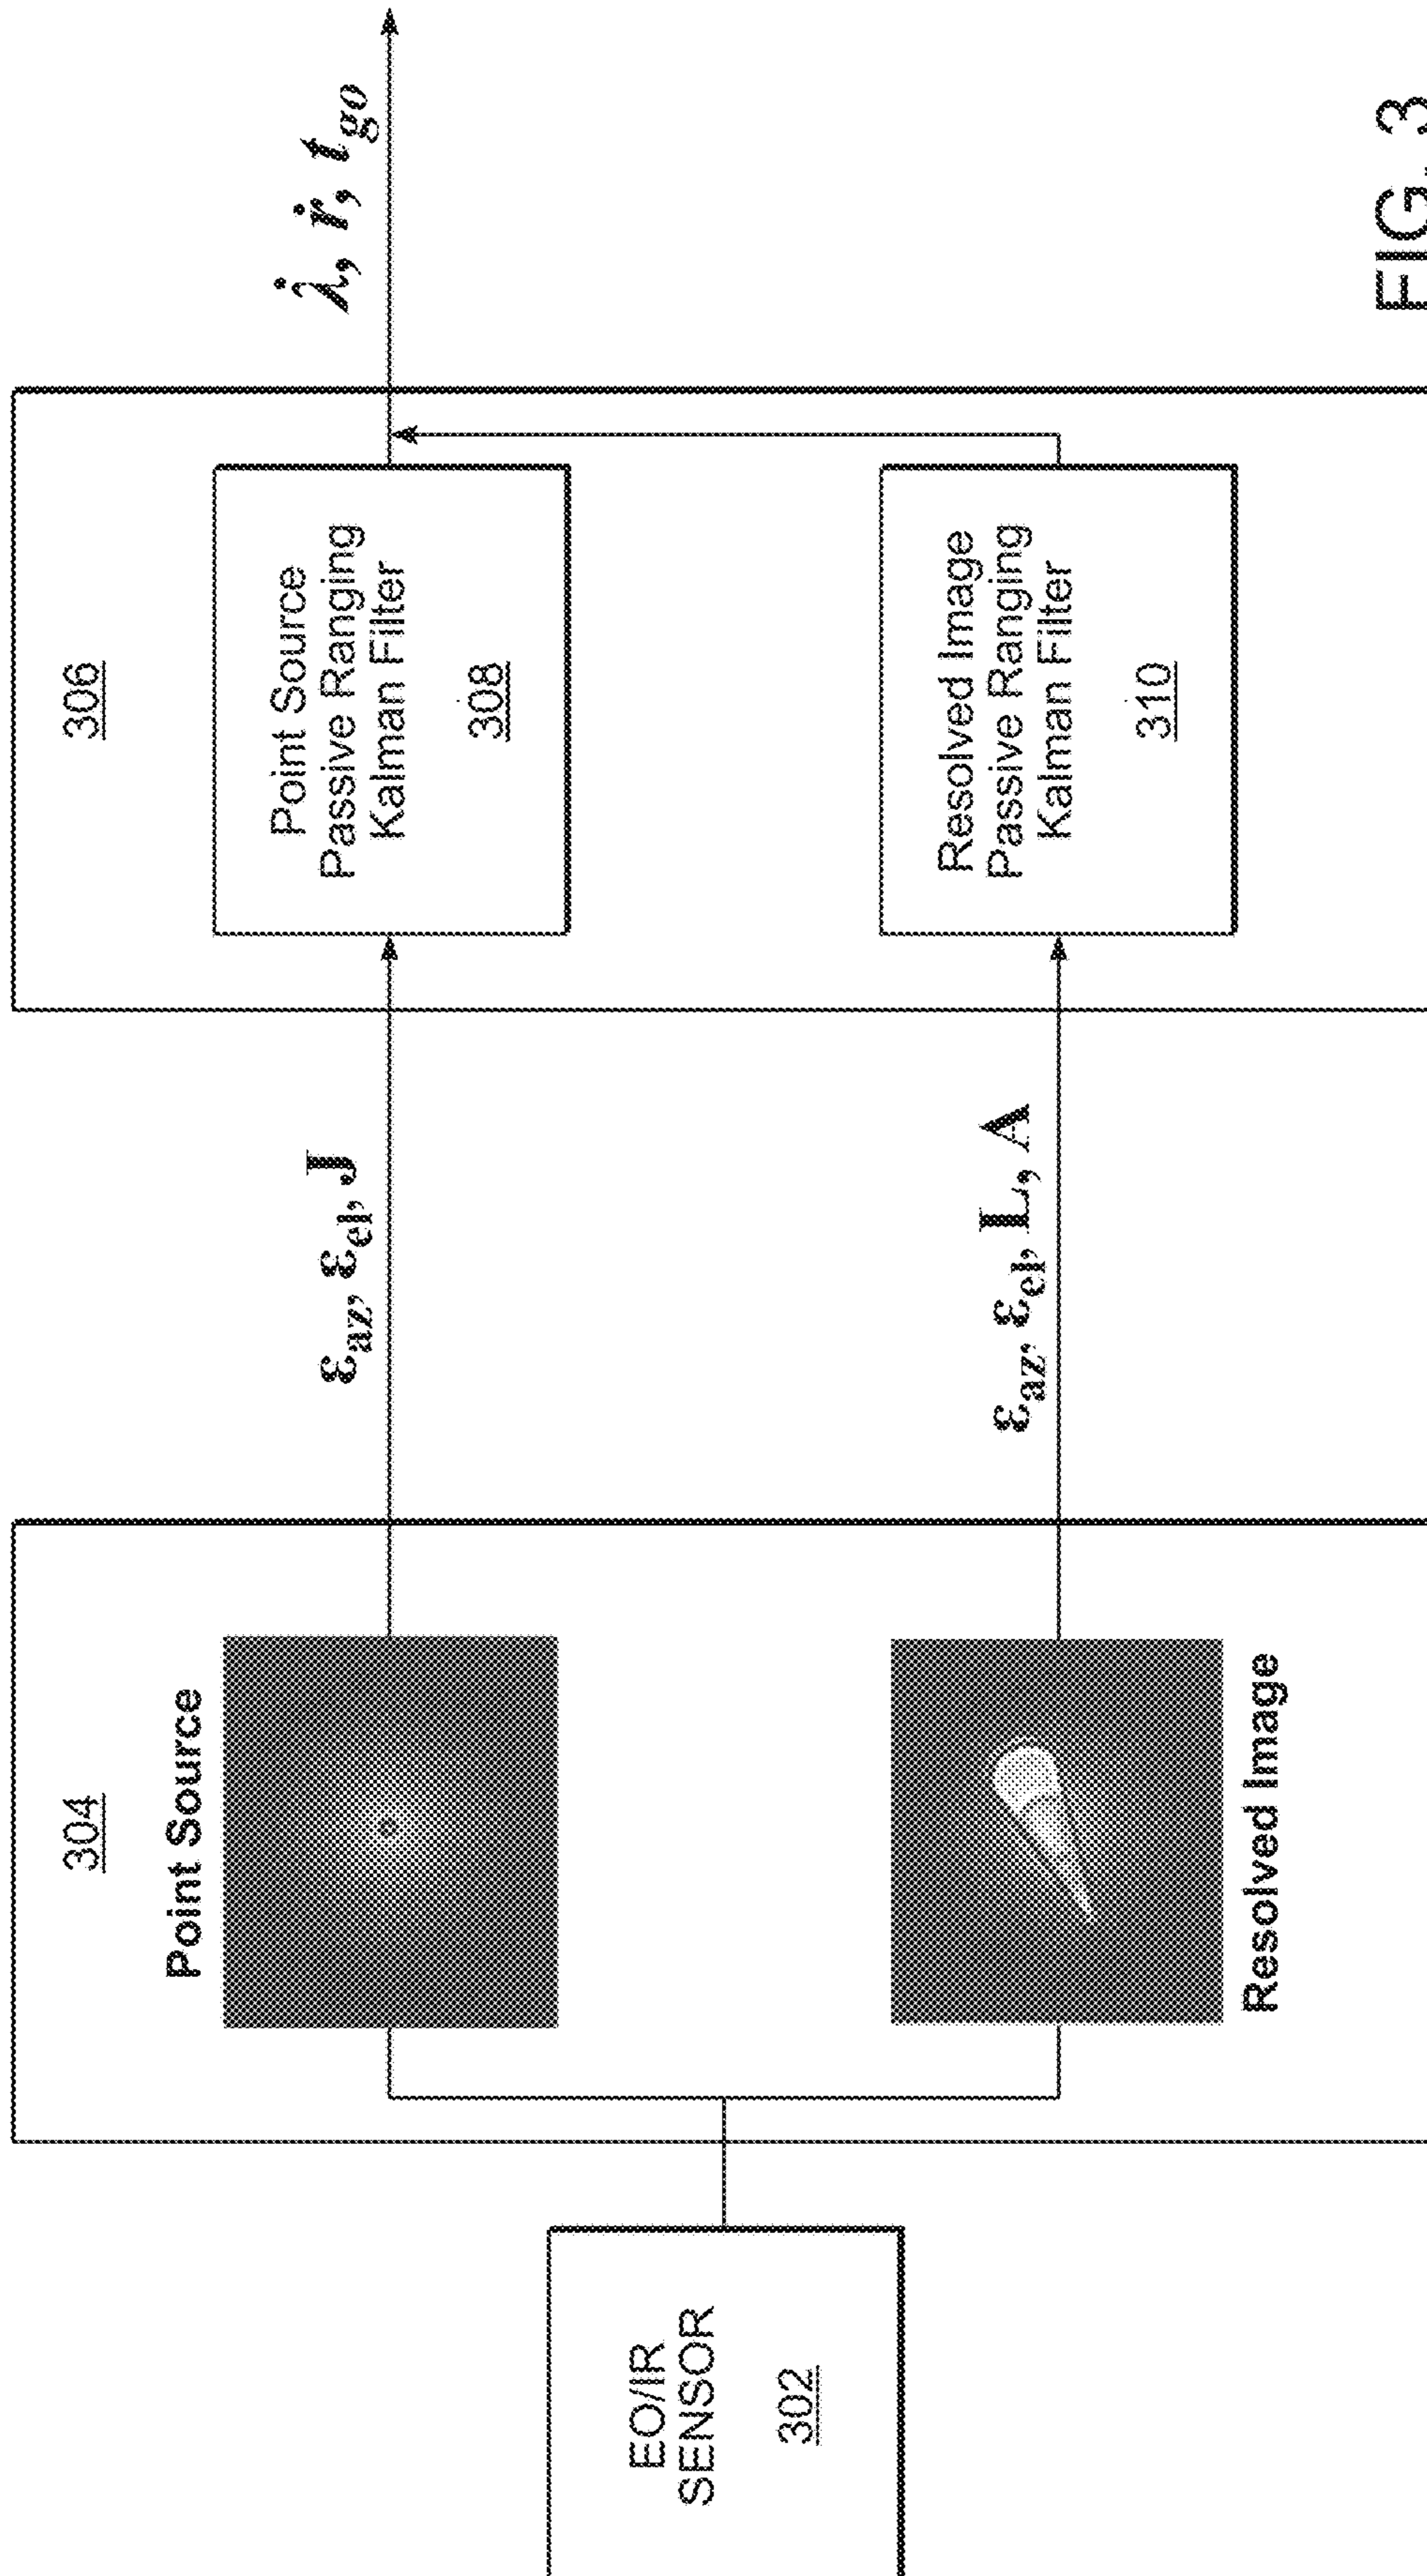 EO/IR
SENSOR
302
304
Point Source
Resolved Image
εaz, εel, J
εaz, εel, L, A
306
Point Source
Passive Ranging
Kalman Filter
308
Resolved Image
Passive Ranging
Kalman Filter
310
λ̇, ṙ, tgo
FIG. 3